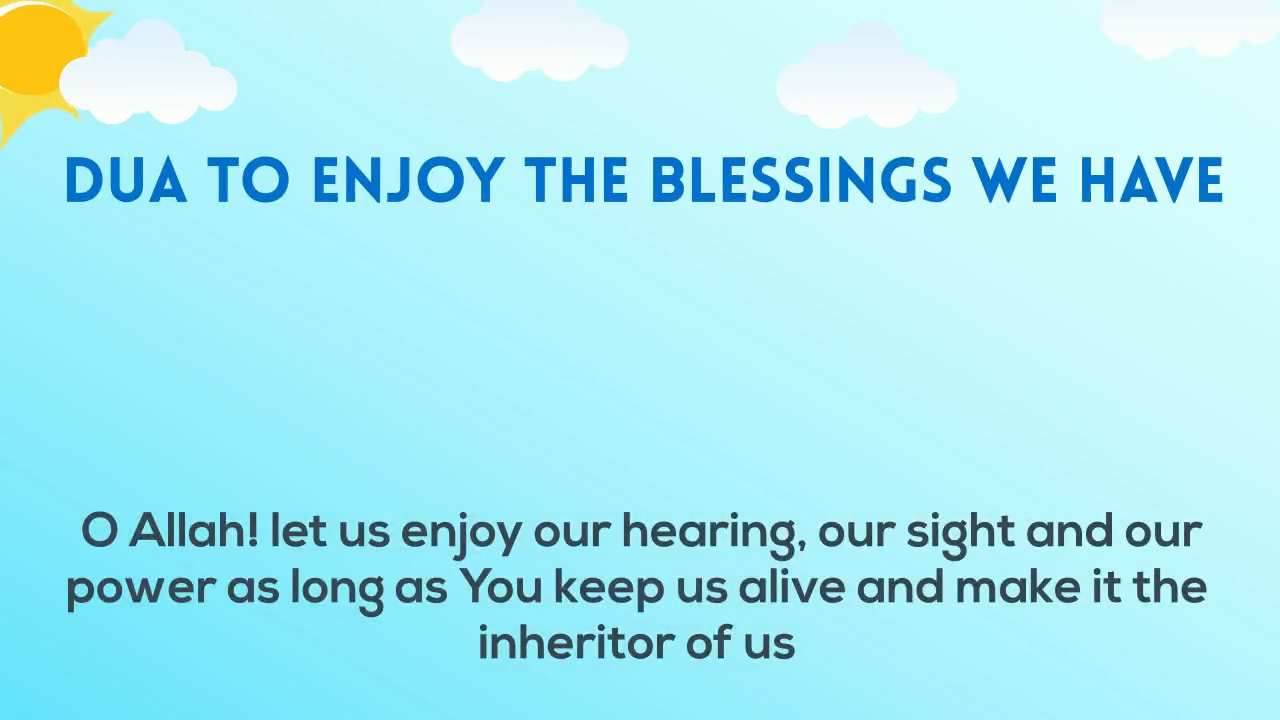 DUA TO ENJOY THE BLESSINGS WE HAVE
O Allah! let us enjoy our hearing, our sight and our
power as long as You keep us alive and make it the
inheritor of us